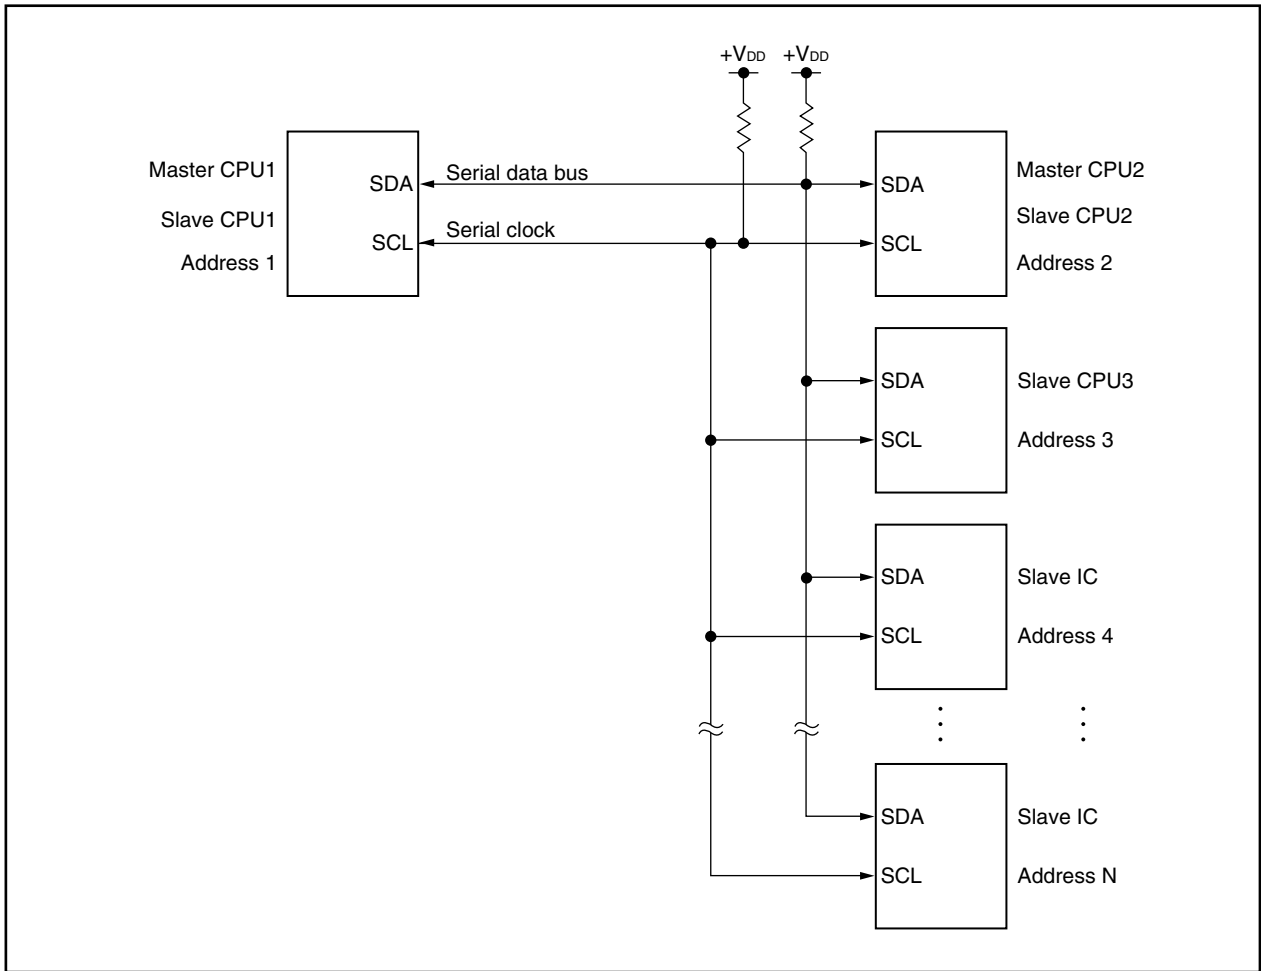 +VDD +VDD
Master CPU1
Slave CPU1
Address 1
SDA
SCL
Serial data bus
Serial clock
SDA
SCL
Master CPU2
Slave CPU2
Address 2
SDA
SCL
Slave CPU3
Address 3
SDA
SCL
Slave IC
Address 4
SDA
SCL
Slave IC
Address N